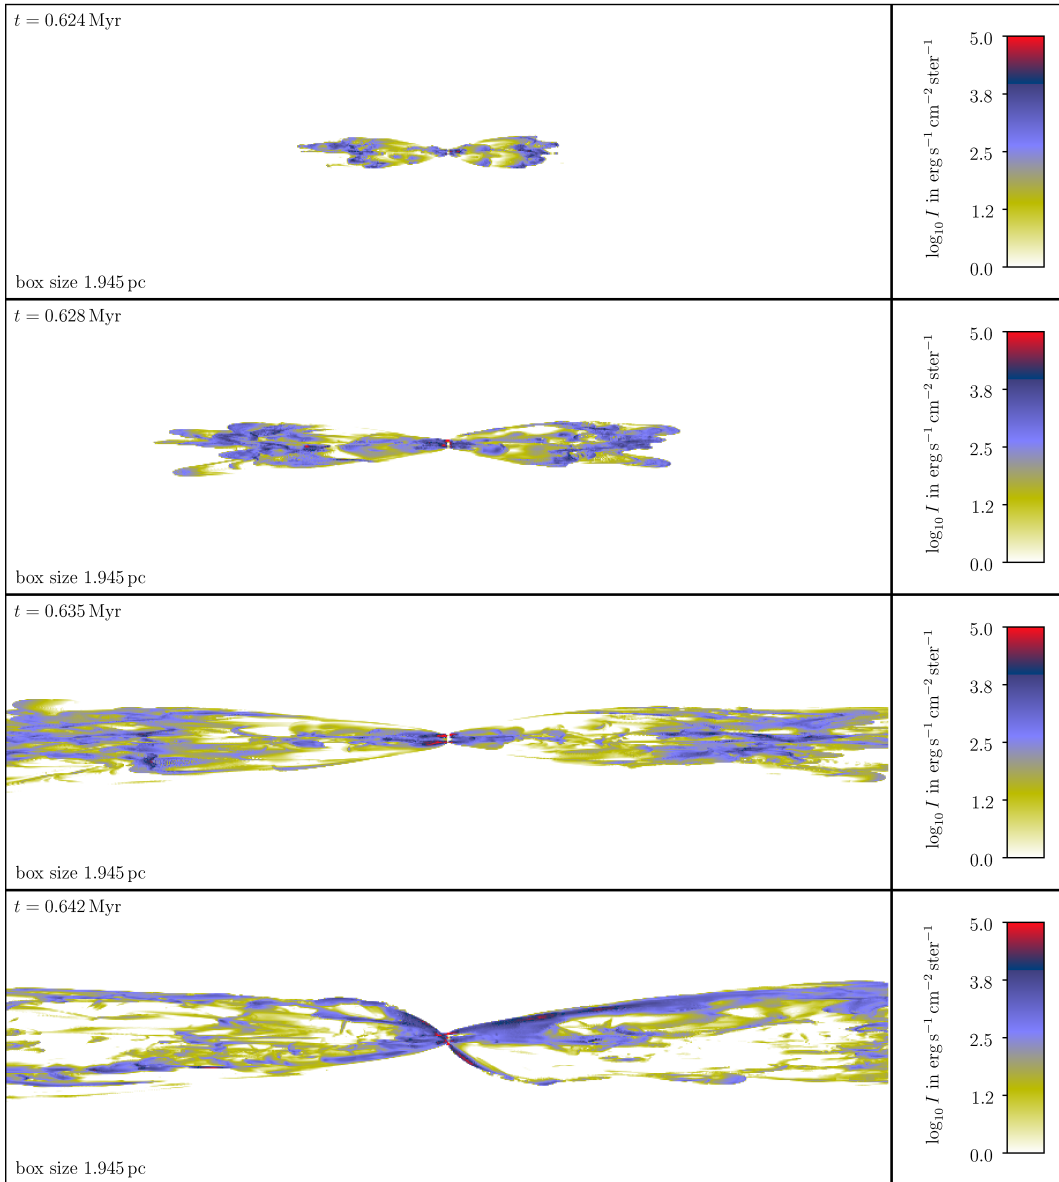 t = 0.624 Myr
box size 1.945 pc
log₁₀ I in erg s⁻¹ cm⁻² ster⁻¹
5.0
3.8
2.5
1.2
0.0
t = 0.628 Myr
box size 1.945 pc
log₁₀ I in erg s⁻¹ cm⁻² ster⁻¹
5.0
3.8
2.5
1.2
0.0
t = 0.635 Myr
box size 1.945 pc
log₁₀ I in erg s⁻¹ cm⁻² ster⁻¹
5.0
3.8
2.5
1.2
0.0
t = 0.642 Myr
box size 1.945 pc
log₁₀ I in erg s⁻¹ cm⁻² ster⁻¹
5.0
3.8
2.5
1.2
0.0